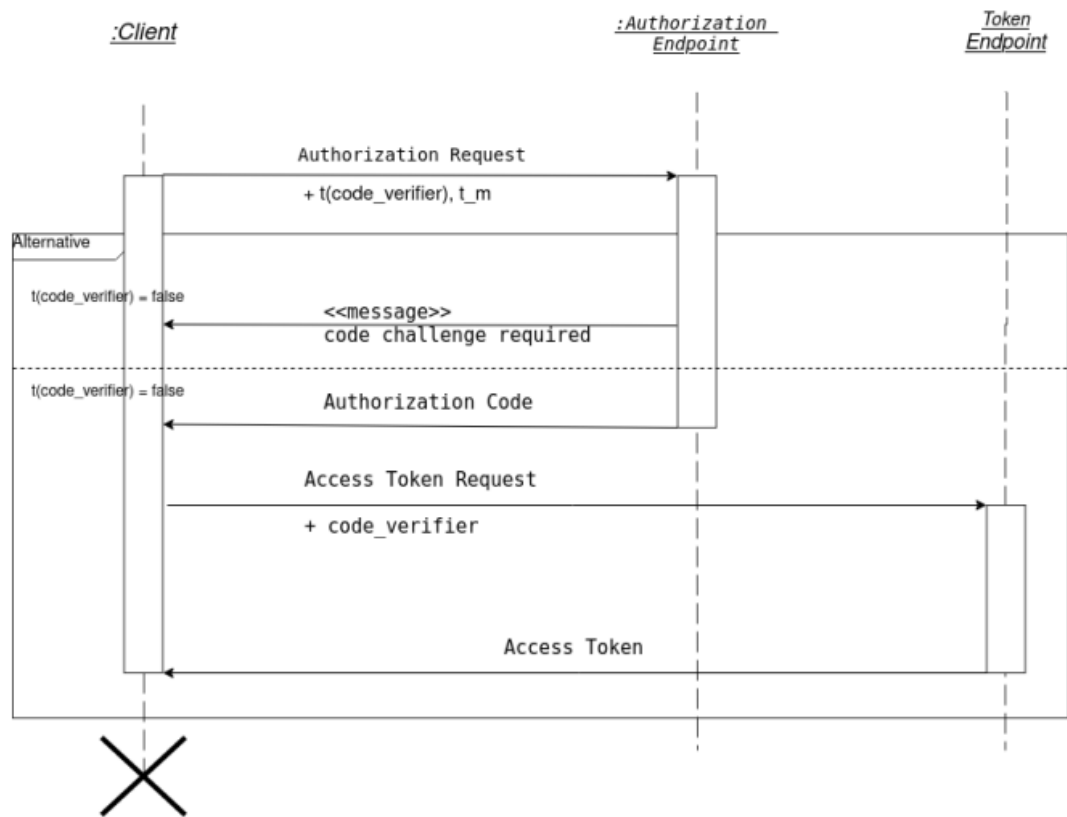 :Client
:Authorization
Endpoint
Token
Endpoint
Authorization Request
+ t(code_verifier), t_m
Alternative
t(code_verifier) = false
<<message>>
code challenge required
t(code_verifier) = false
Authorization Code
Access Token Request
+ code_verifier
Access Token